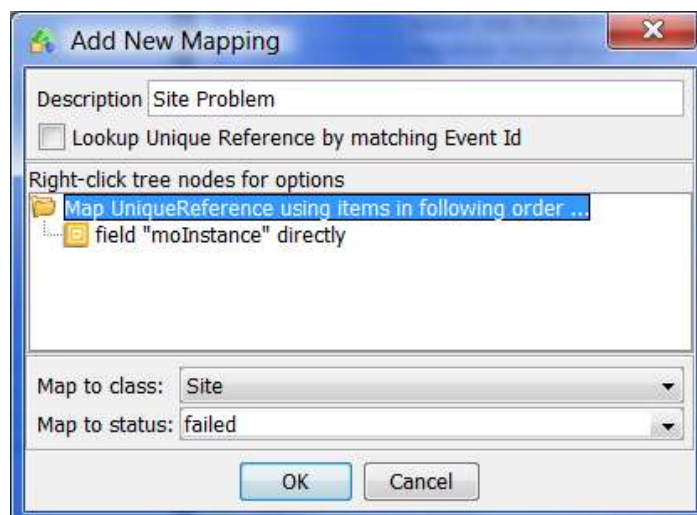 Add New Mapping
Description Site Problem
Lookup Unique Reference by matching Event Id
Right-click tree nodes for options
Map UniqueReference using items in following order ...
field "moInstance" directly
Map to class: Site
Map to status: failed
OK Cancel